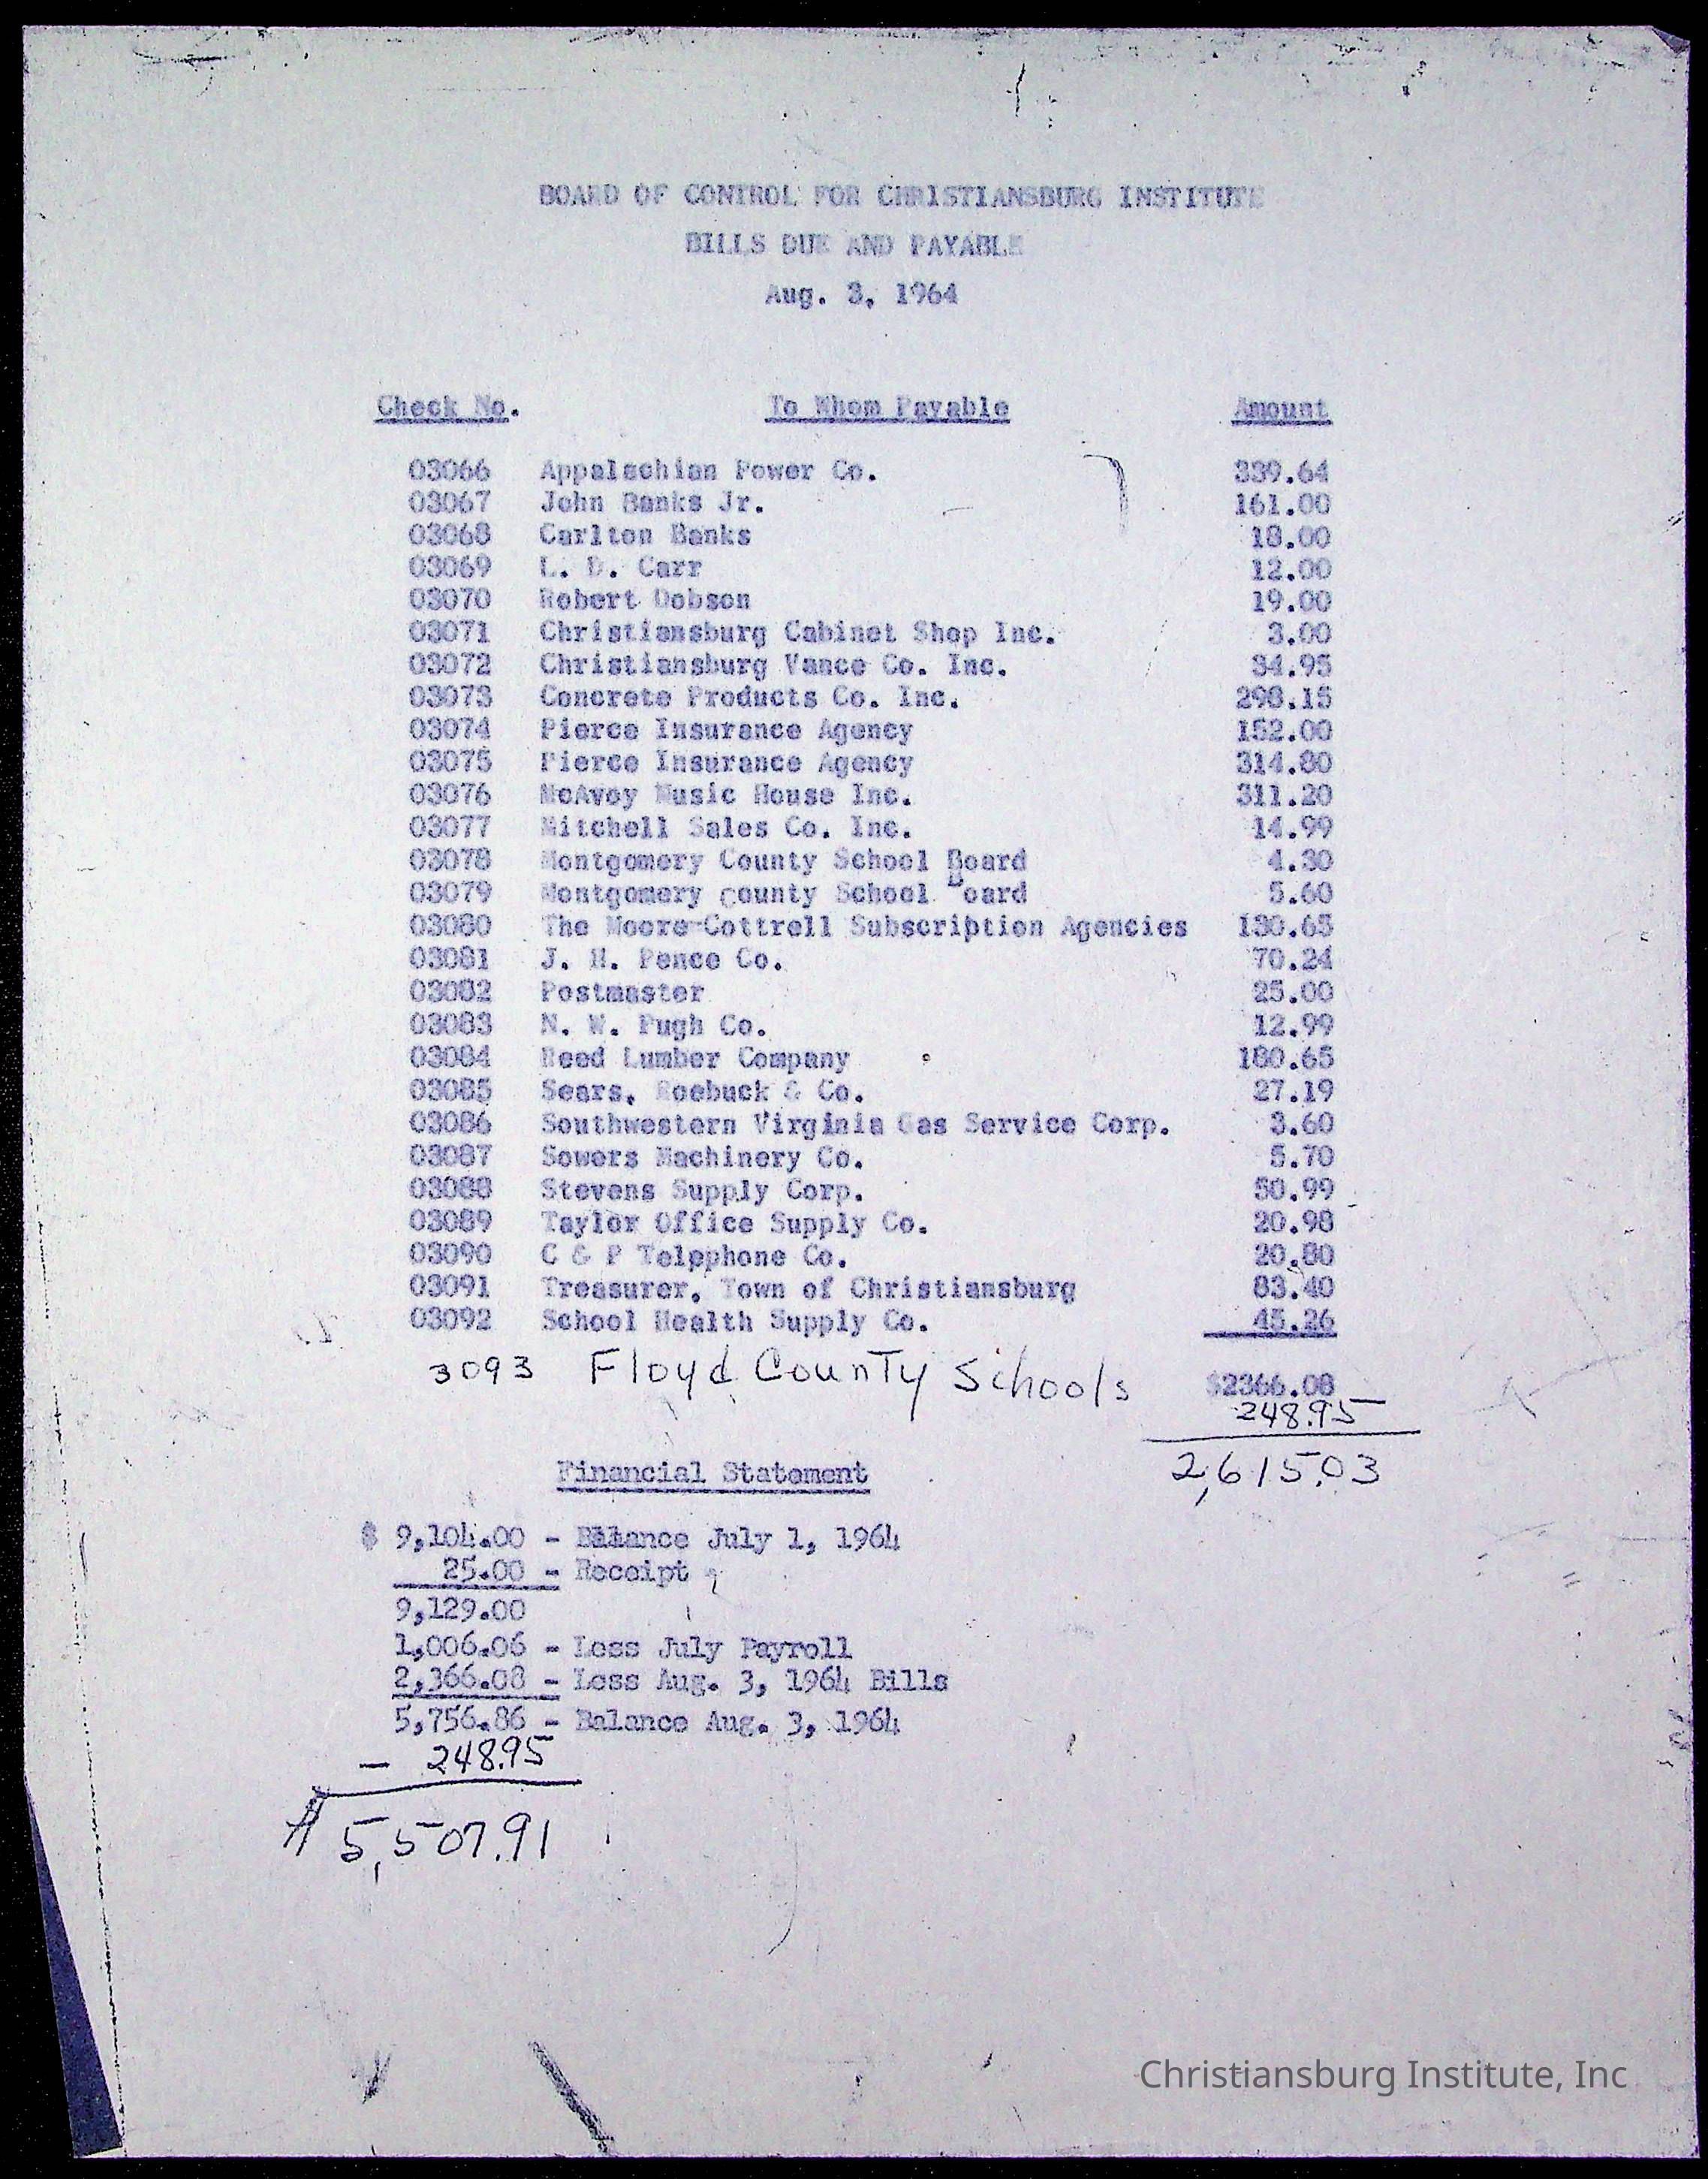 BOARD OF CONTROL FOR CHRISTIANSBURG INSTITUTE
BILLS DUE AND PAYABLE
Aug. 3, 1964
Check No. To Whom Payable Amount
03066 Appalachian Power Co. 339.64
03067 John Banks Jr. 161.00
03068 Carlton Banks 18.00
03069 L. D. Carr 12.00
03070 Robert Dobson 19.00
03071 Christiansburg Cabinet Shop Inc. 3.00
03072 Christiansburg Vance Co. Inc. 34.95
03073 Concrete Products Co. Inc. 298.15
03074 Pierce Insurance Agency 152.00
03075 Pierce Insurance Agency 314.80
03076 McAvoy Music House Inc. 311.20
03077 Mitchell Sales Co. Inc. 14.99
03078 Montgomery County School Board 4.30
03079 Montgomery county School Board 5.60
03080 The Moore-Cottrell Subscription Agencies 130.65
03081 J. H. Pence Co. 70.24
03082 Postmaster 25.00
03083 N. W. Pugh Co. 12.99
03084 Reed Lumber Company 180.65
03085 Sears, Roebuck & Co. 27.19
03086 Southwestern Virginia Gas Service Corp. 3.60
03087 Sowers Machinery Co. 5.70
03088 Stevens Supply Corp. 50.99
03089 Taylor Office Supply Co. 20.98
03090 C & P Telpphone Co. 20.80
03091 Treasurer, Town of Christiansburg 83.40
03092 School Health Supply Co. 45.26
$2366.08
3093 Floyd County Schools 248.95
2,615.03
Financial Statement
$ 9,104.00 - Balance July 1, 1964
25.00 - Receipt
9,129.00
1,006.06 - Less July Payroll
2,366.08 - Less Aug. 3, 1964 Bills
5,756.86 - Balance Aug. 3, 1964
- 248.95
$ 5,507.91
Christiansburg Institute, Inc